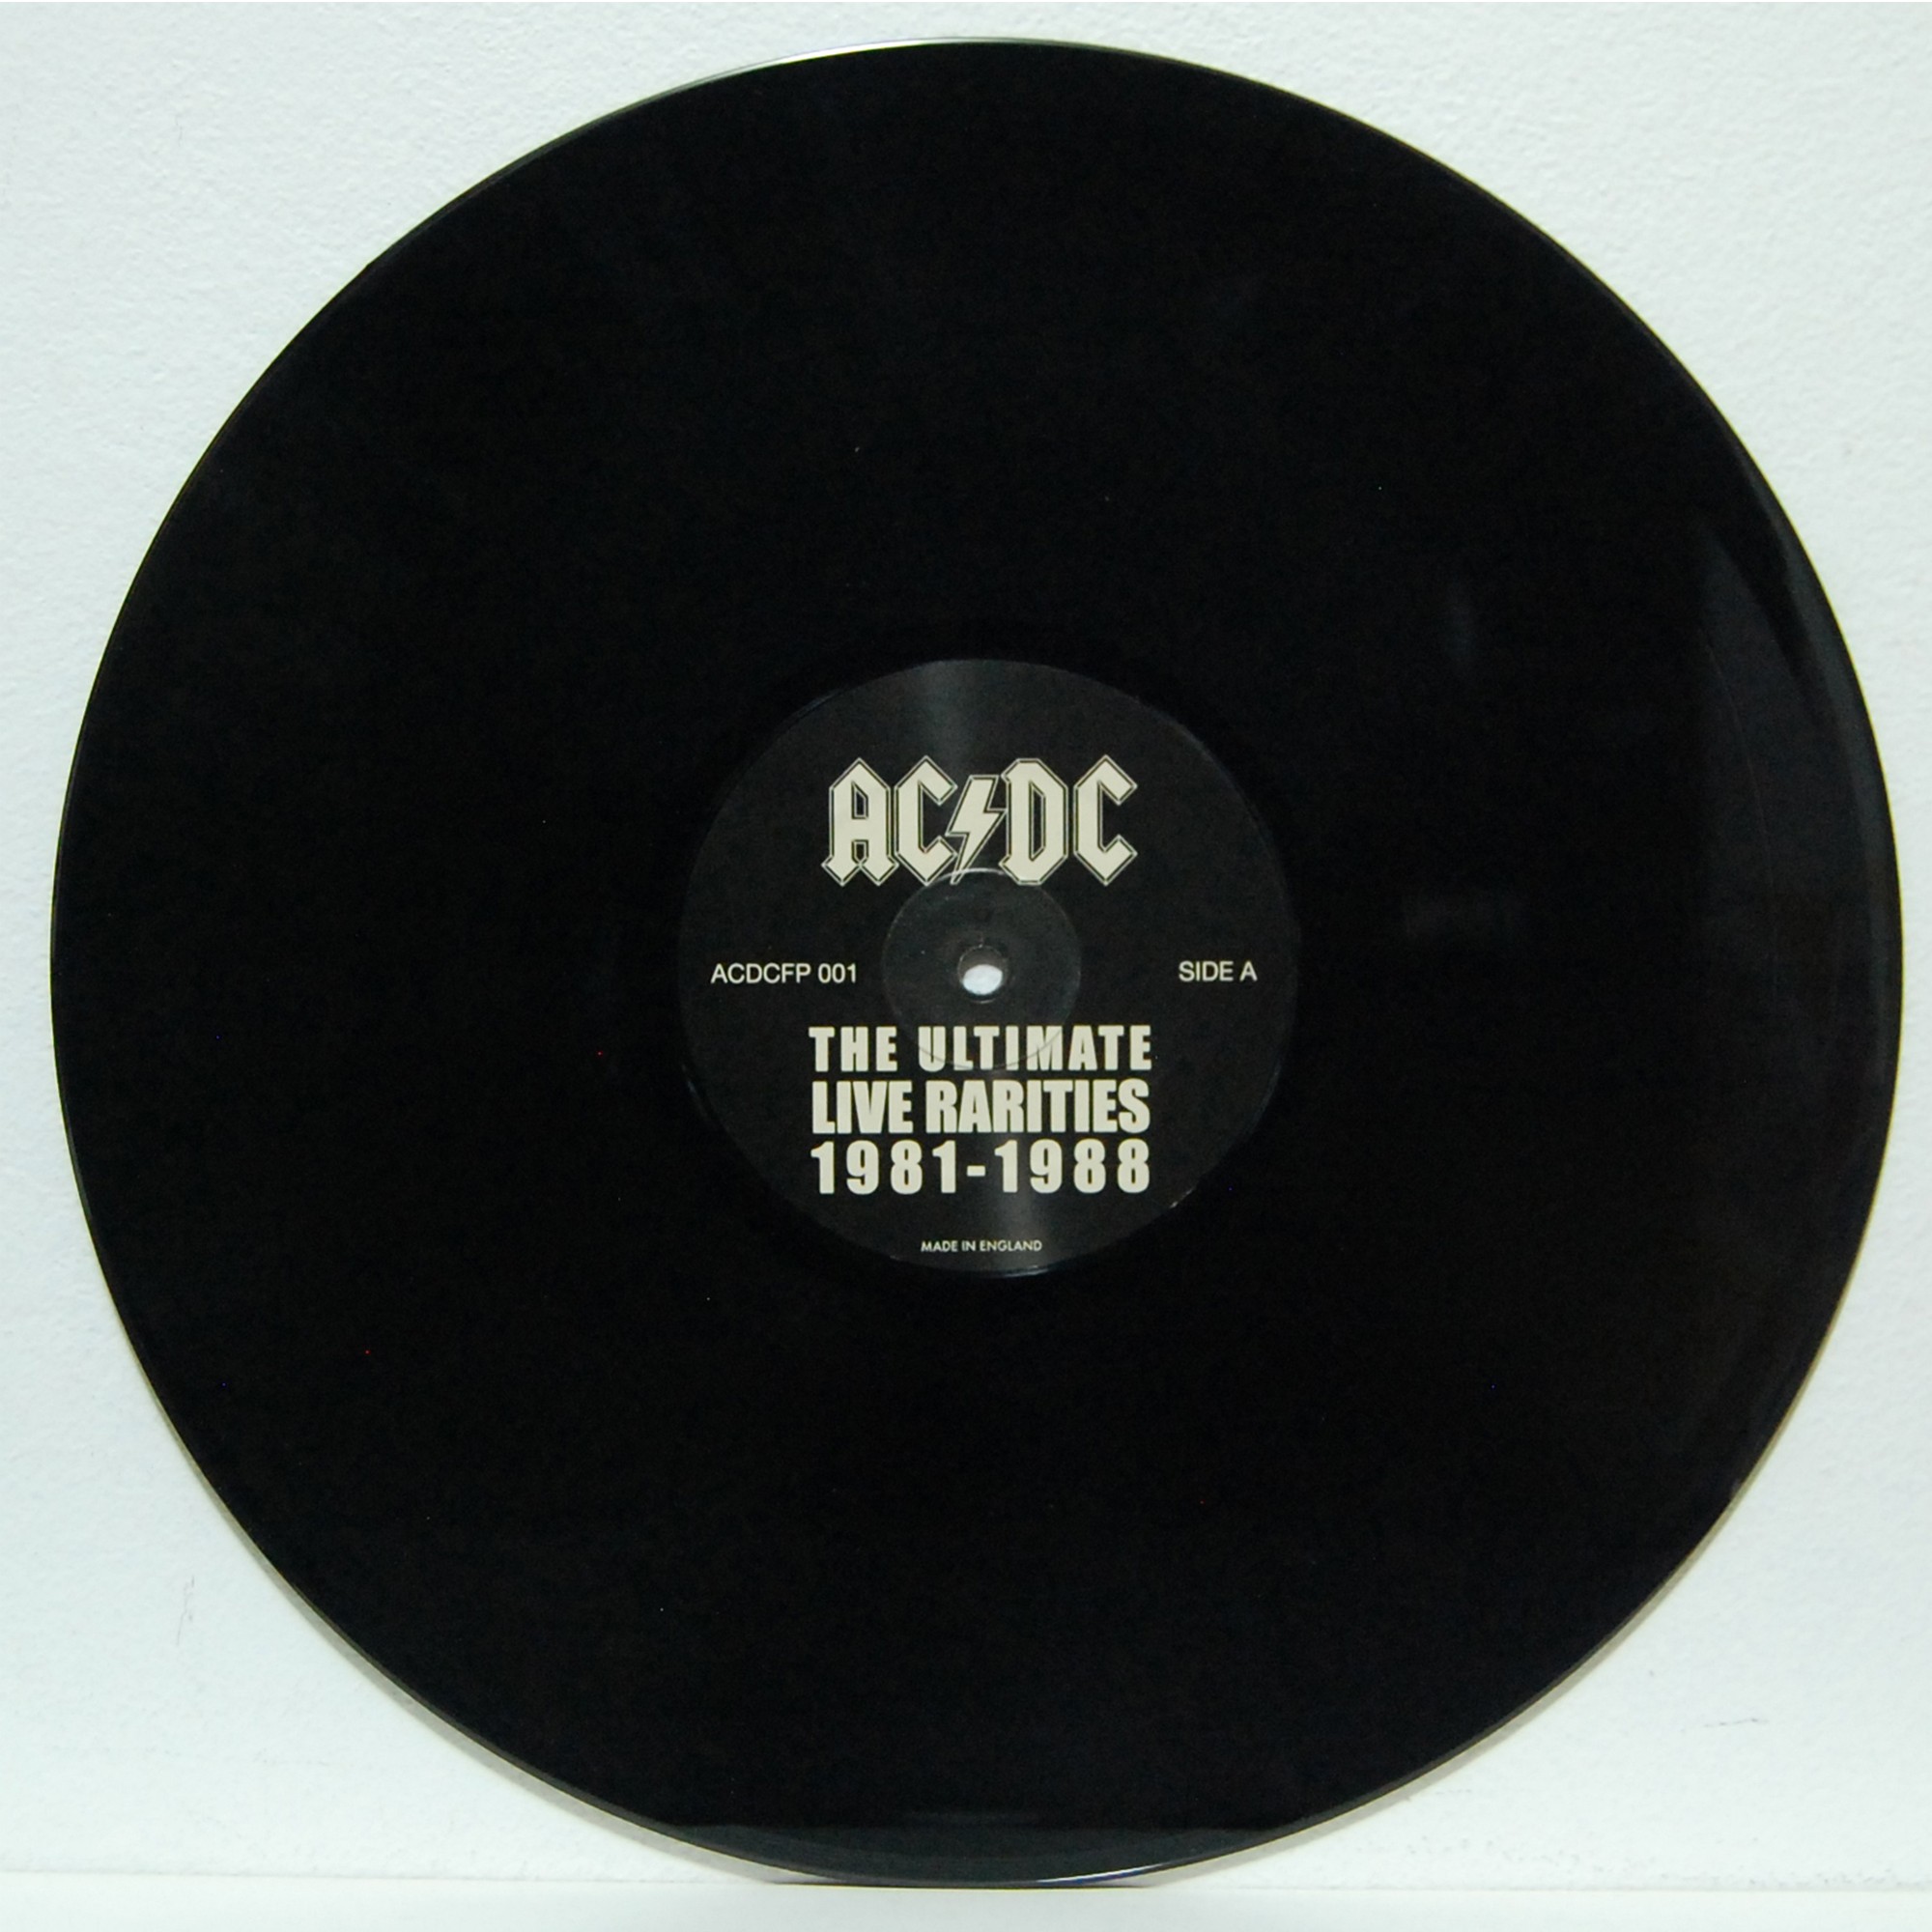 AC⚡DC
ACDCFP 001 SIDE A
THE ULTIMATE
LIVE RARITIES
1981-1988
MADE IN ENGLAND